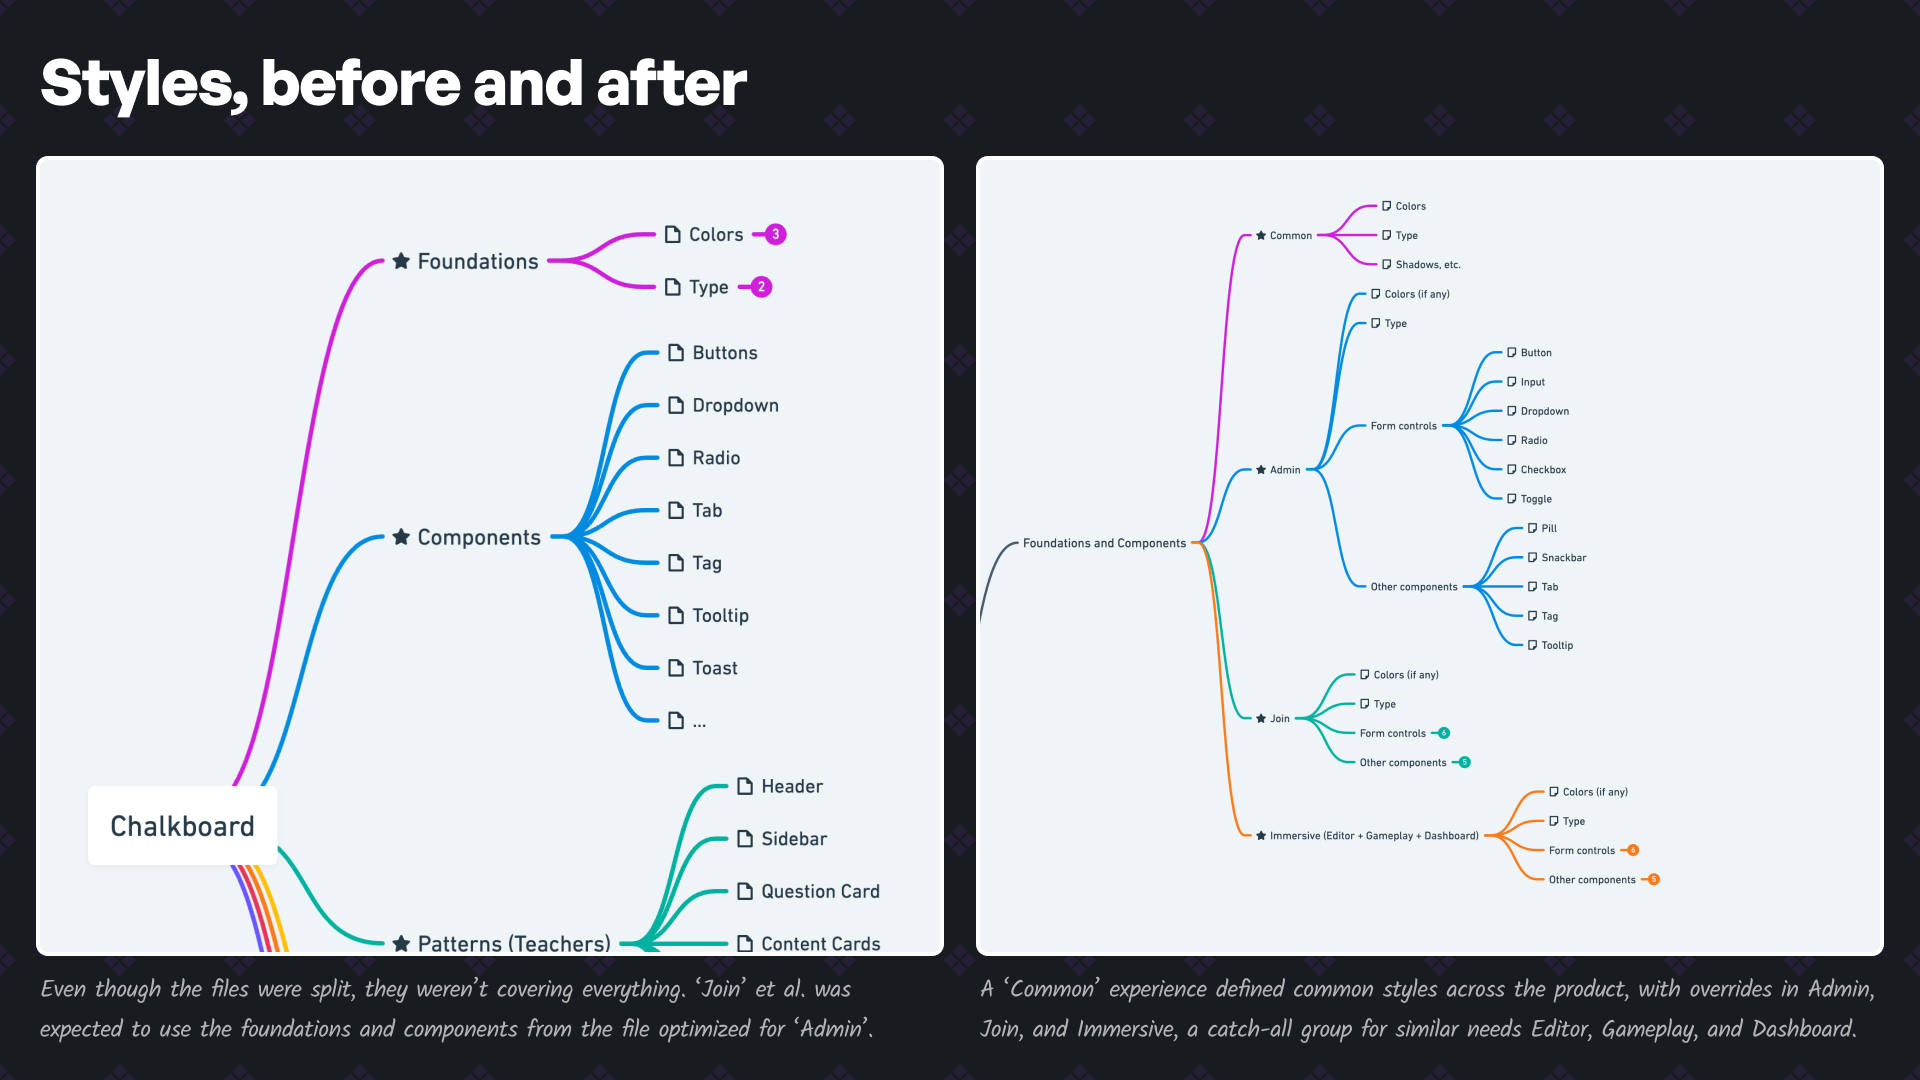 Styles, before and after
Foundations
Colors
3
Type
2
Components
Buttons
Dropdown
Radio
Tab
Tag
Tooltip
Toast
...
Chalkboard
Patterns (Teachers)
Header
Sidebar
Question Card
Content Cards
Even though the files were split, they weren’t covering everything. ‘Join’ et al. was
expected to use the foundations and components from the file optimized for ‘Admin’.
Foundations and Components
Common
Colors
Type
Shadows, etc.
Admin
Colors (if any)
Type
Form controls
Button
Input
Dropdown
Radio
Checkbox
Toggle
Other components
Pill
Snackbar
Tab
Tag
Tooltip
Join
Colors (if any)
Type
Form controls
6
Other components
5
Immersive (Editor + Gameplay + Dashboard)
Colors (if any)
Type
Form controls
6
Other components
5
A ‘Common’ experience defined common styles across the product, with overrides in Admin,
Join, and Immersive, a catch-all group for similar needs Editor, Gameplay, and Dashboard.